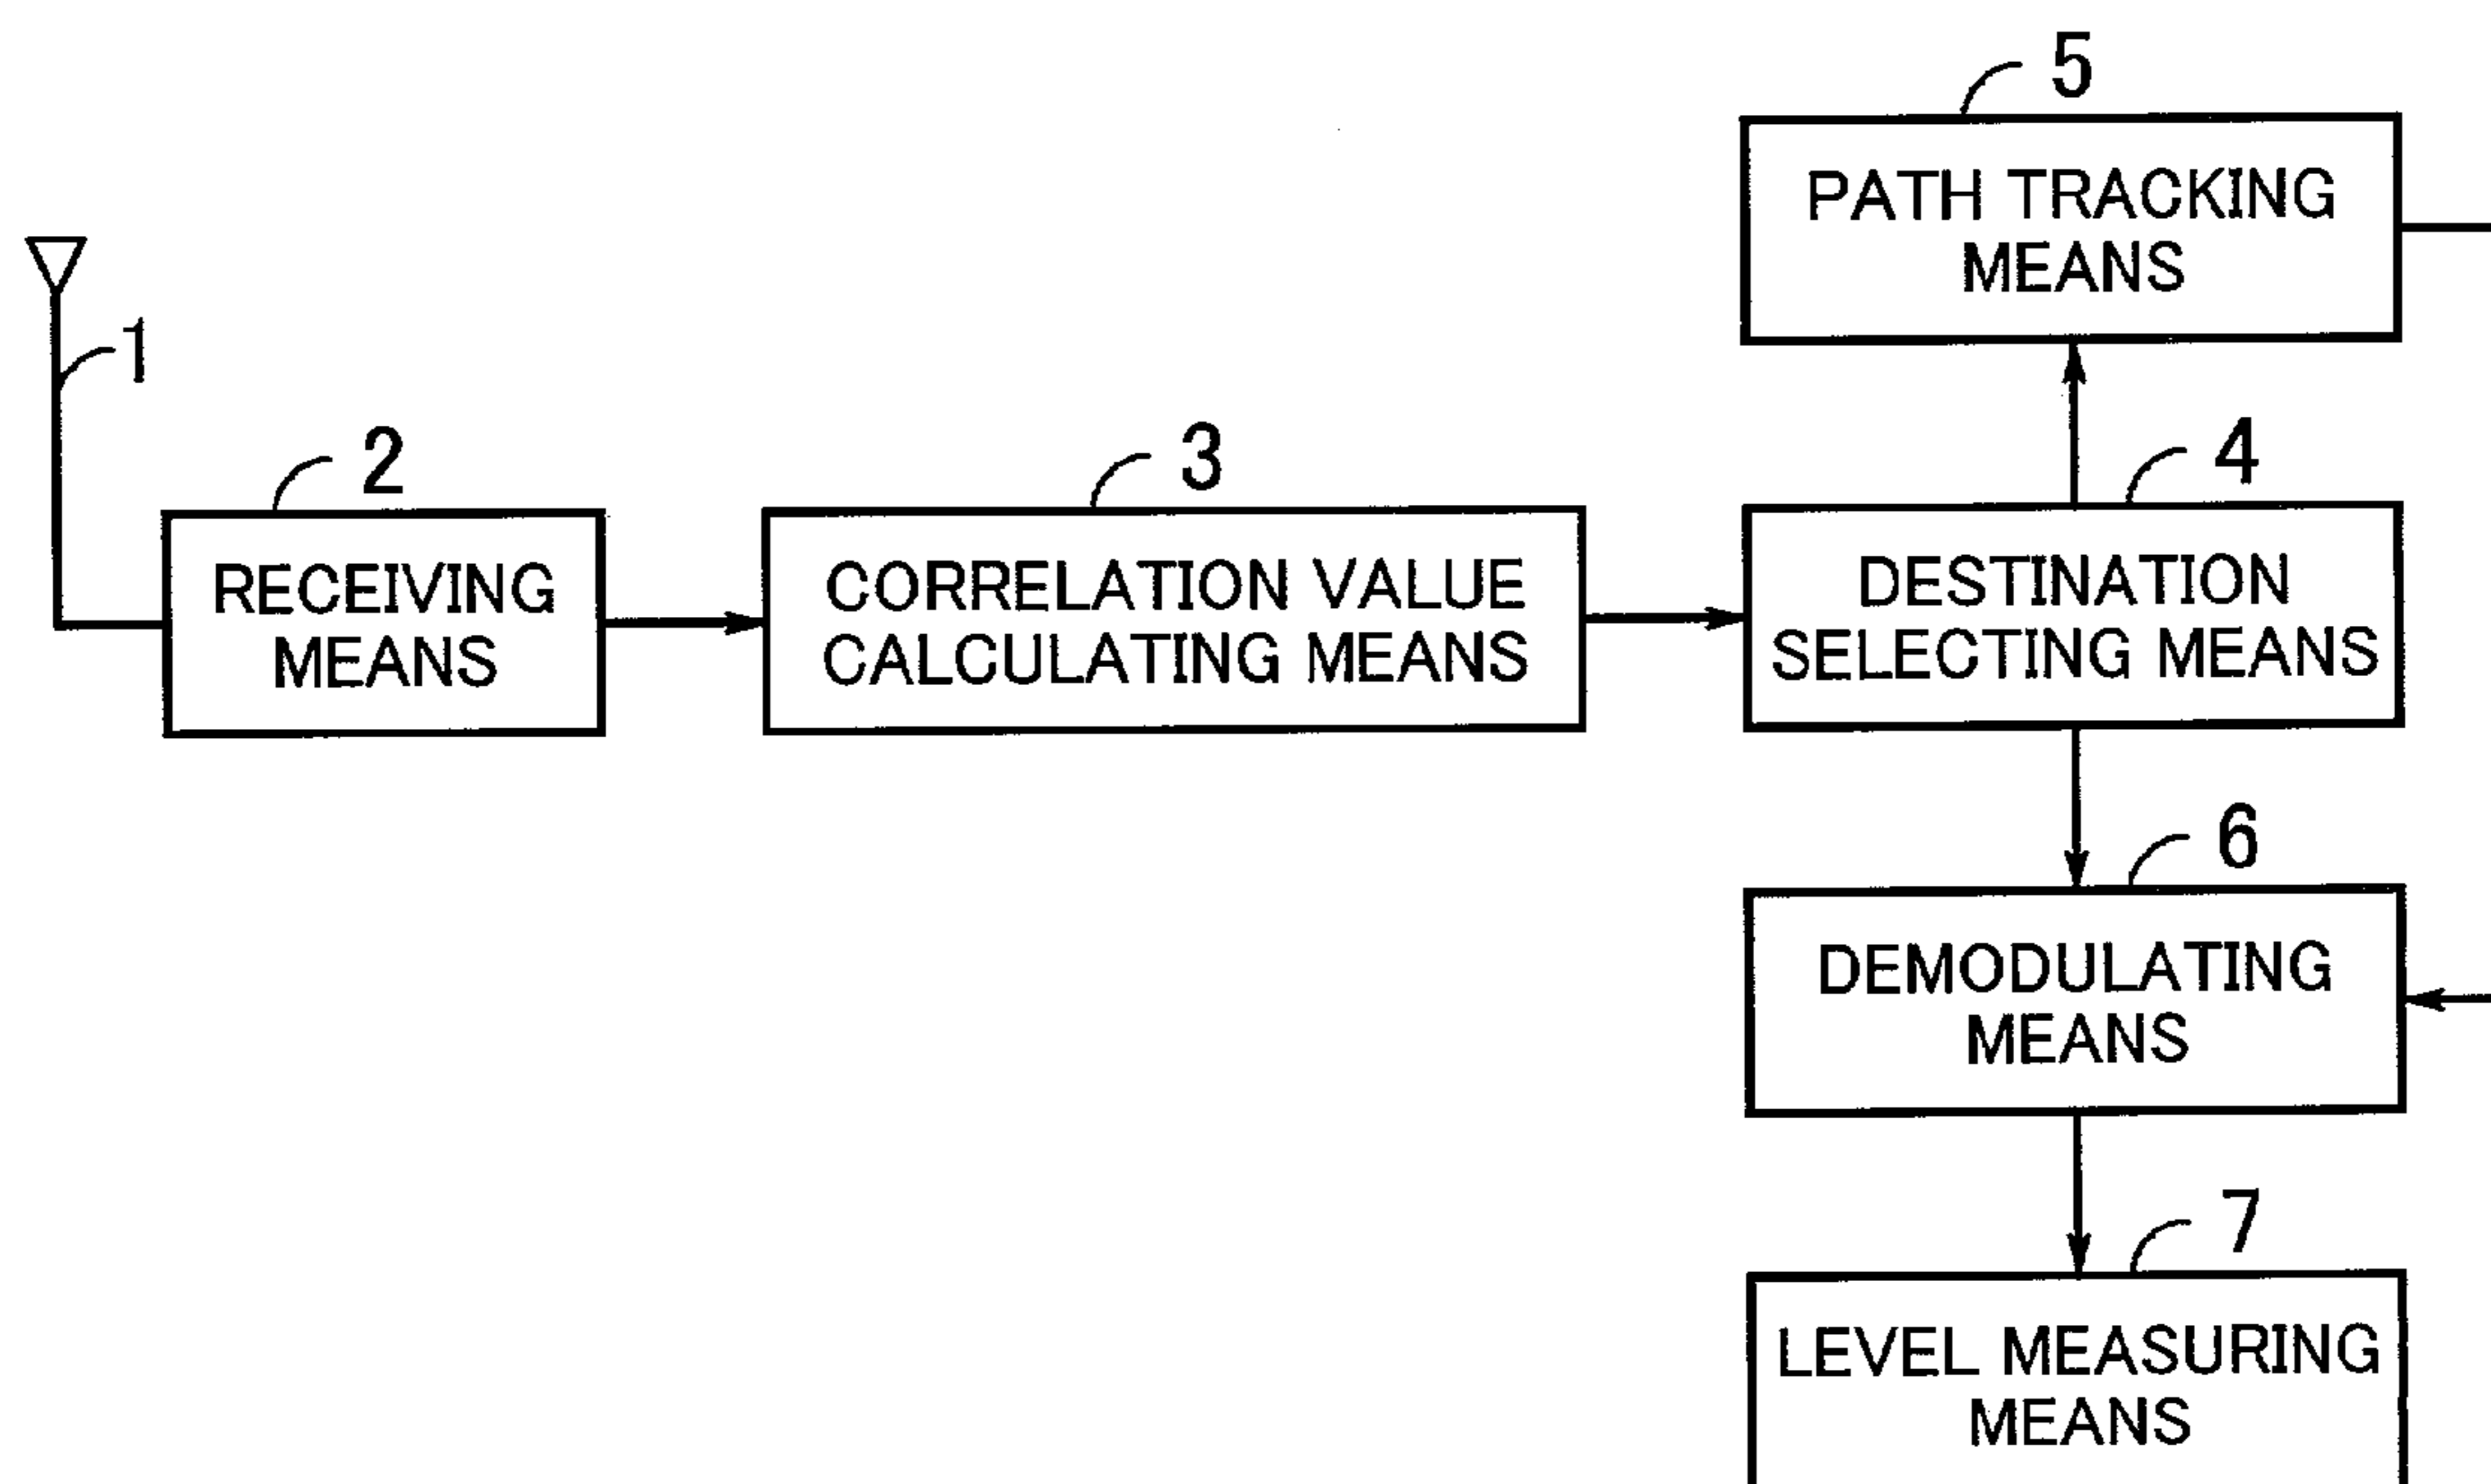 5
PATH TRACKING
MEANS
1
2
3
4
RECEIVING
MEANS
CORRELATION VALUE
CALCULATING MEANS
DESTINATION
SELECTING MEANS
6
DEMODULATING
MEANS
7
LEVEL MEASURING
MEANS